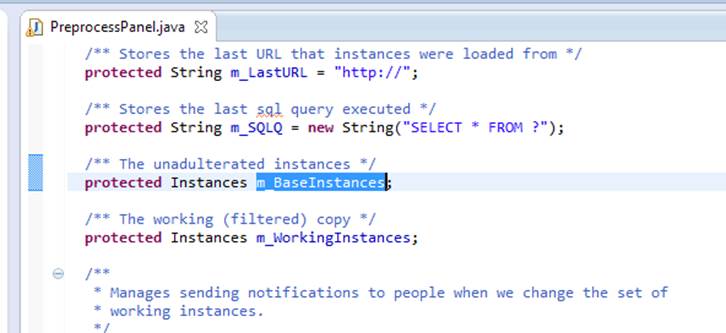 PreprocessPanel.java
/** Stores the last URL that instances were loaded from */
protected String m_LastURL = "http://";
/** Stores the last sql query executed */
protected String m_SQLQ = new String("SELECT * FROM ?");
/** The unadulterated instances */
protected Instances m_BaseInstances;
/** The working (filtered) copy */
protected Instances m_WorkingInstances;
/**
* Manages sending notifications to people when we change the set of
* working instances.
*/